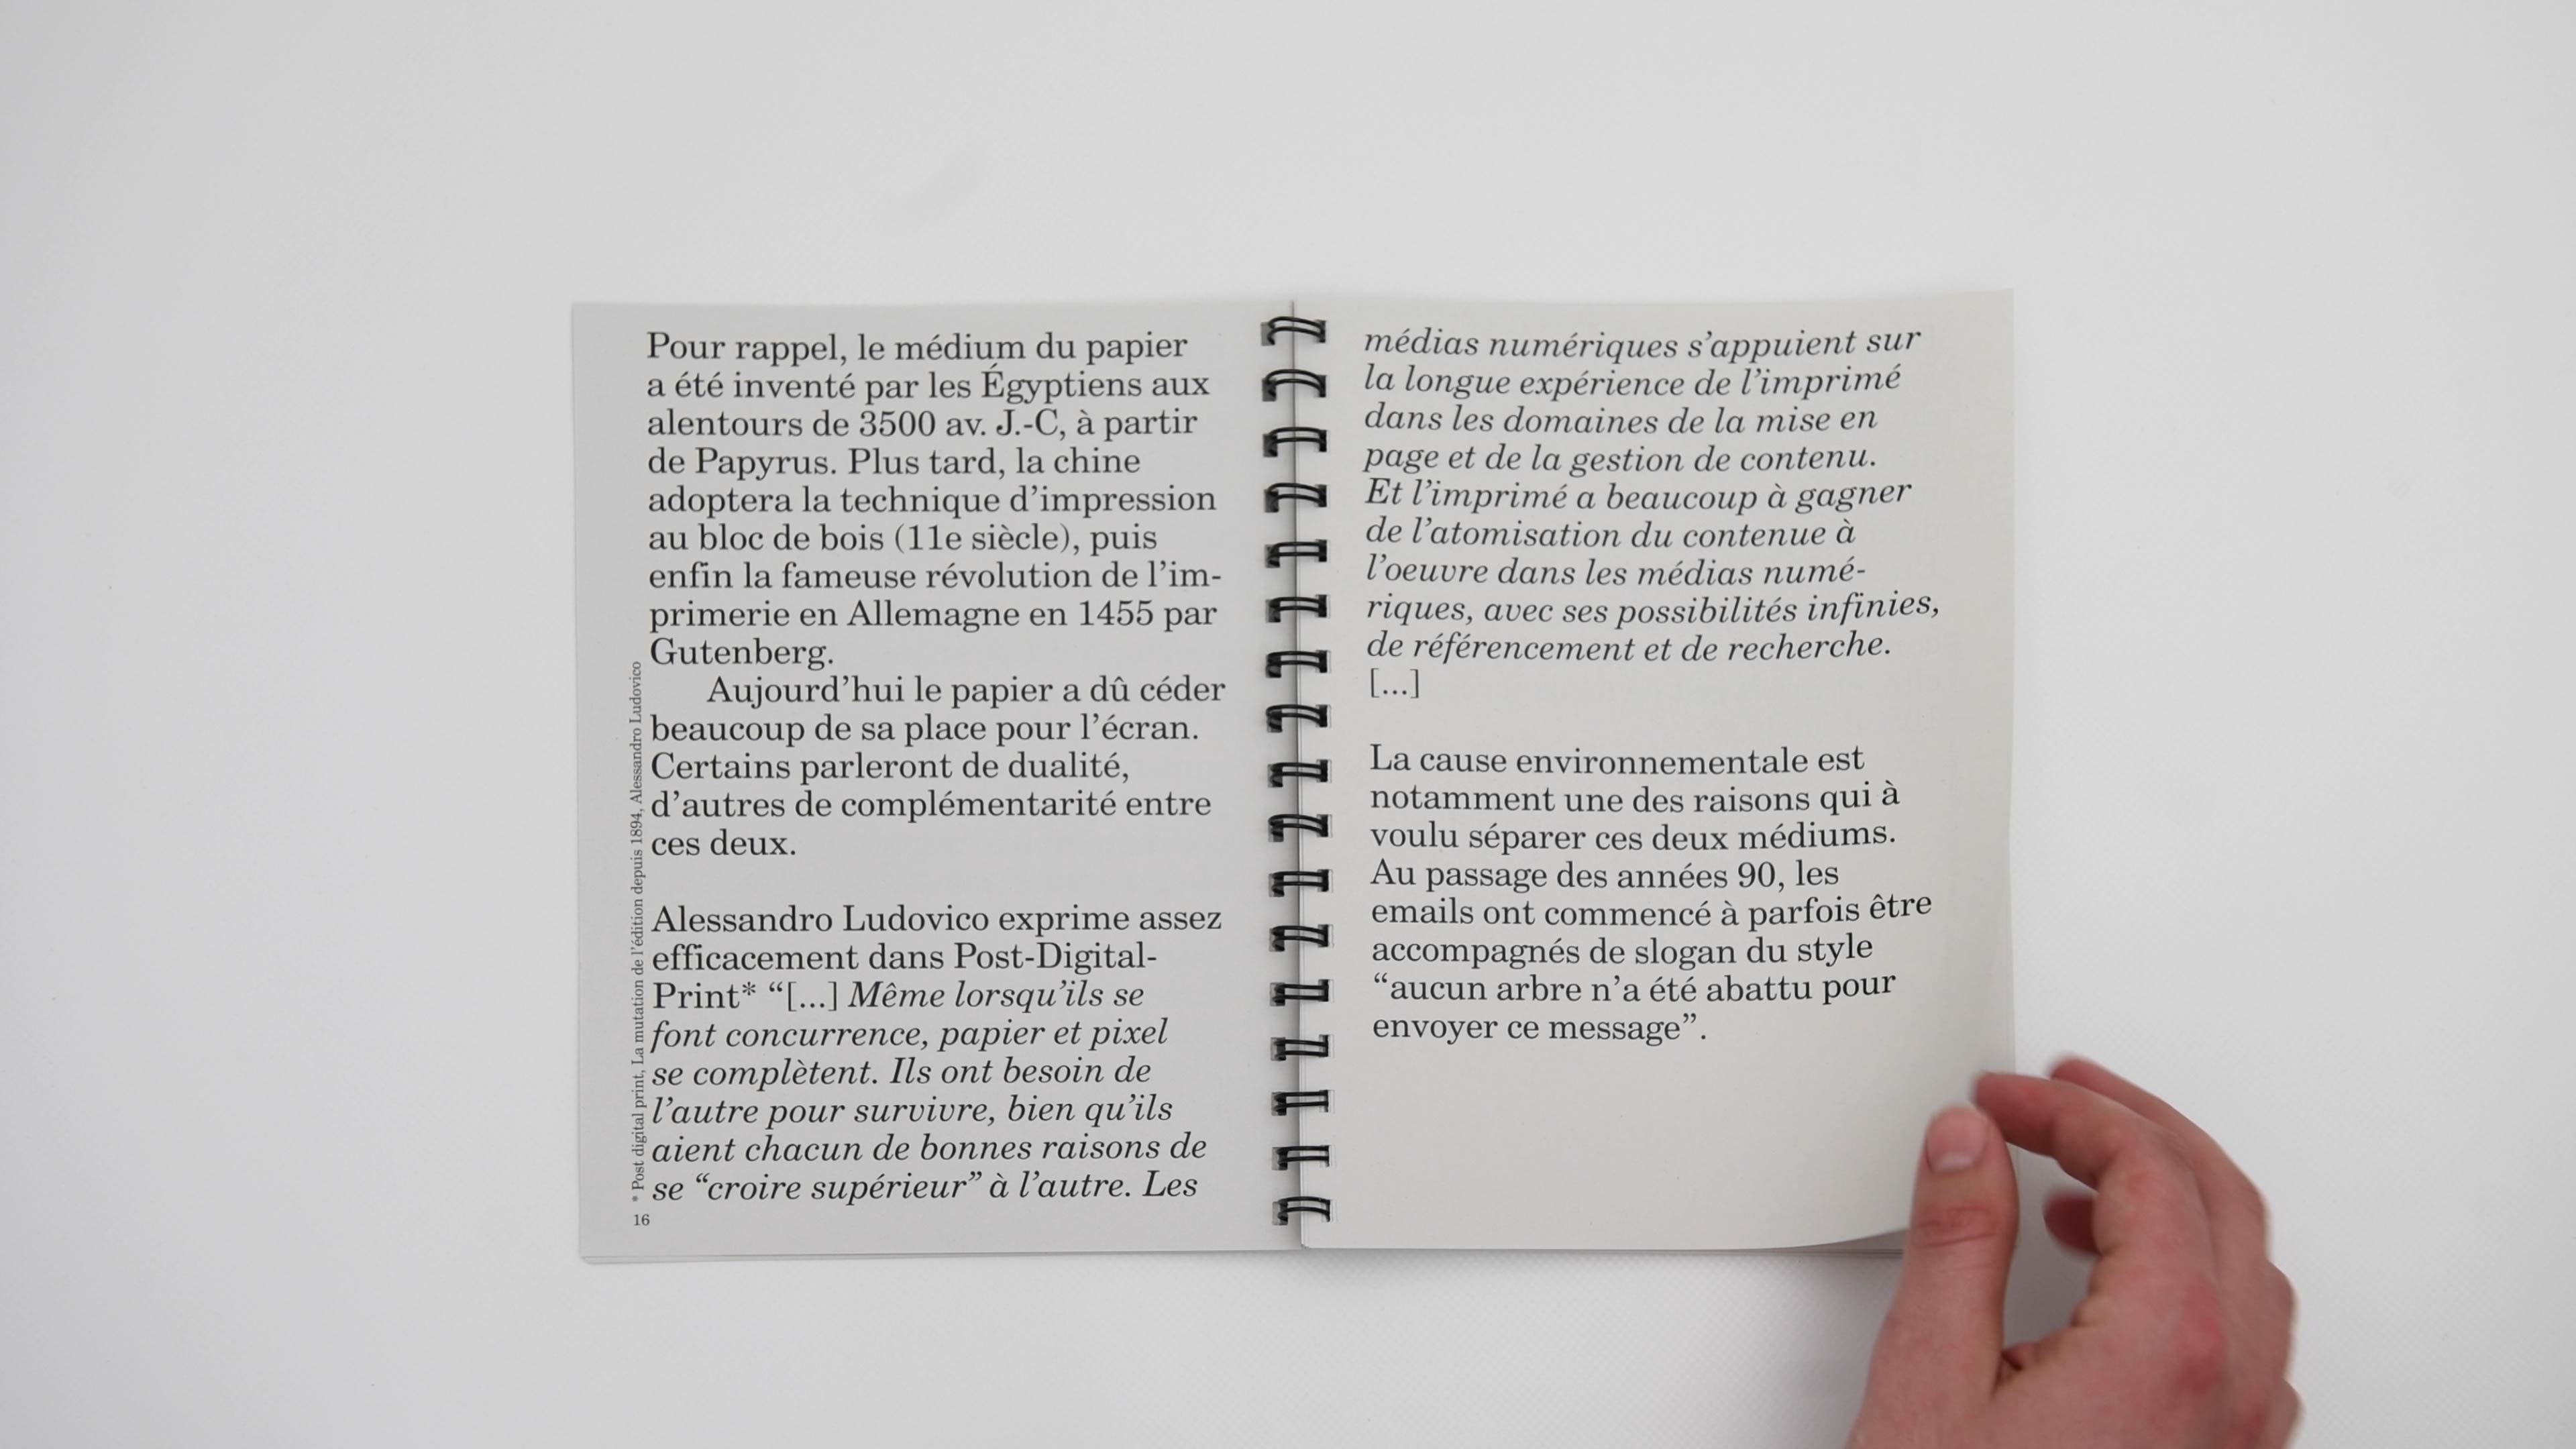 Pour rappel, le médium du papier
a été inventé par les Égyptiens aux
alentours de 3500 av. J.-C, à partir
de Papyrus. Plus tard, la chine
adoptera la technique d’impression
au bloc de bois (11e siècle), puis
enfin la fameuse révolution de l’im-
primerie en Allemagne en 1455 par
Gutenberg.
Aujourd’hui le papier a dû céder
beaucoup de sa place pour l’écran.
Certains parleront de dualité,
d’autres de complémentarité entre
ces deux.
Alessandro Ludovico exprime assez
efficacement dans Post-Digital-
Print* “[...] Même lorsqu’ils se
font concurrence, papier et pixel
se complètent. Ils ont besoin de
l’autre pour survivre, bien qu’ils
aient chacun de bonnes raisons de
se “croire supérieur” à l’autre. Les
* Post digital print, La mutation de l’édition depuis 1894, Alessandro Ludovico
16
médias numériques s’appuient sur
la longue expérience de l’imprimé
dans les domaines de la mise en
page et de la gestion de contenu.
Et l’imprimé a beaucoup à gagner
de l’atomisation du contenue à
l’oeuvre dans les médias numé-
riques, avec ses possibilités infinies,
de référencement et de recherche.
[...]
La cause environnementale est
notamment une des raisons qui à
voulu séparer ces deux médiums.
Au passage des années 90, les
emails ont commencé à parfois être
accompagnés de slogan du style
“aucun arbre n’a été abattu pour
envoyer ce message”.